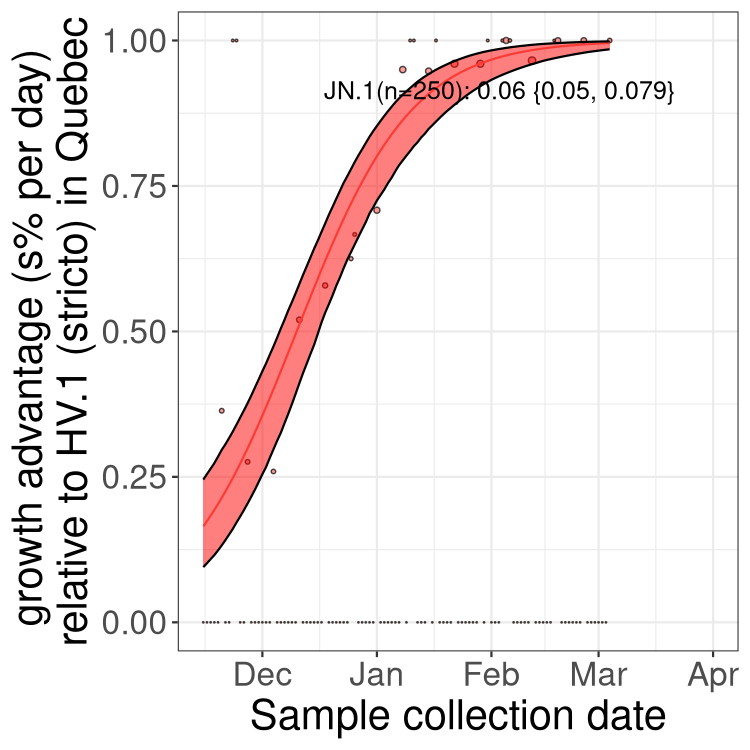 growth advantage (s% per day)
relative to HV.1 (stricto) in Quebec
1.00
0.75
0.50
0.25
0.00
JN.1(n=250): 0.06 {0.05, 0.079}
Dec Jan Feb Mar Apr
Sample collection date